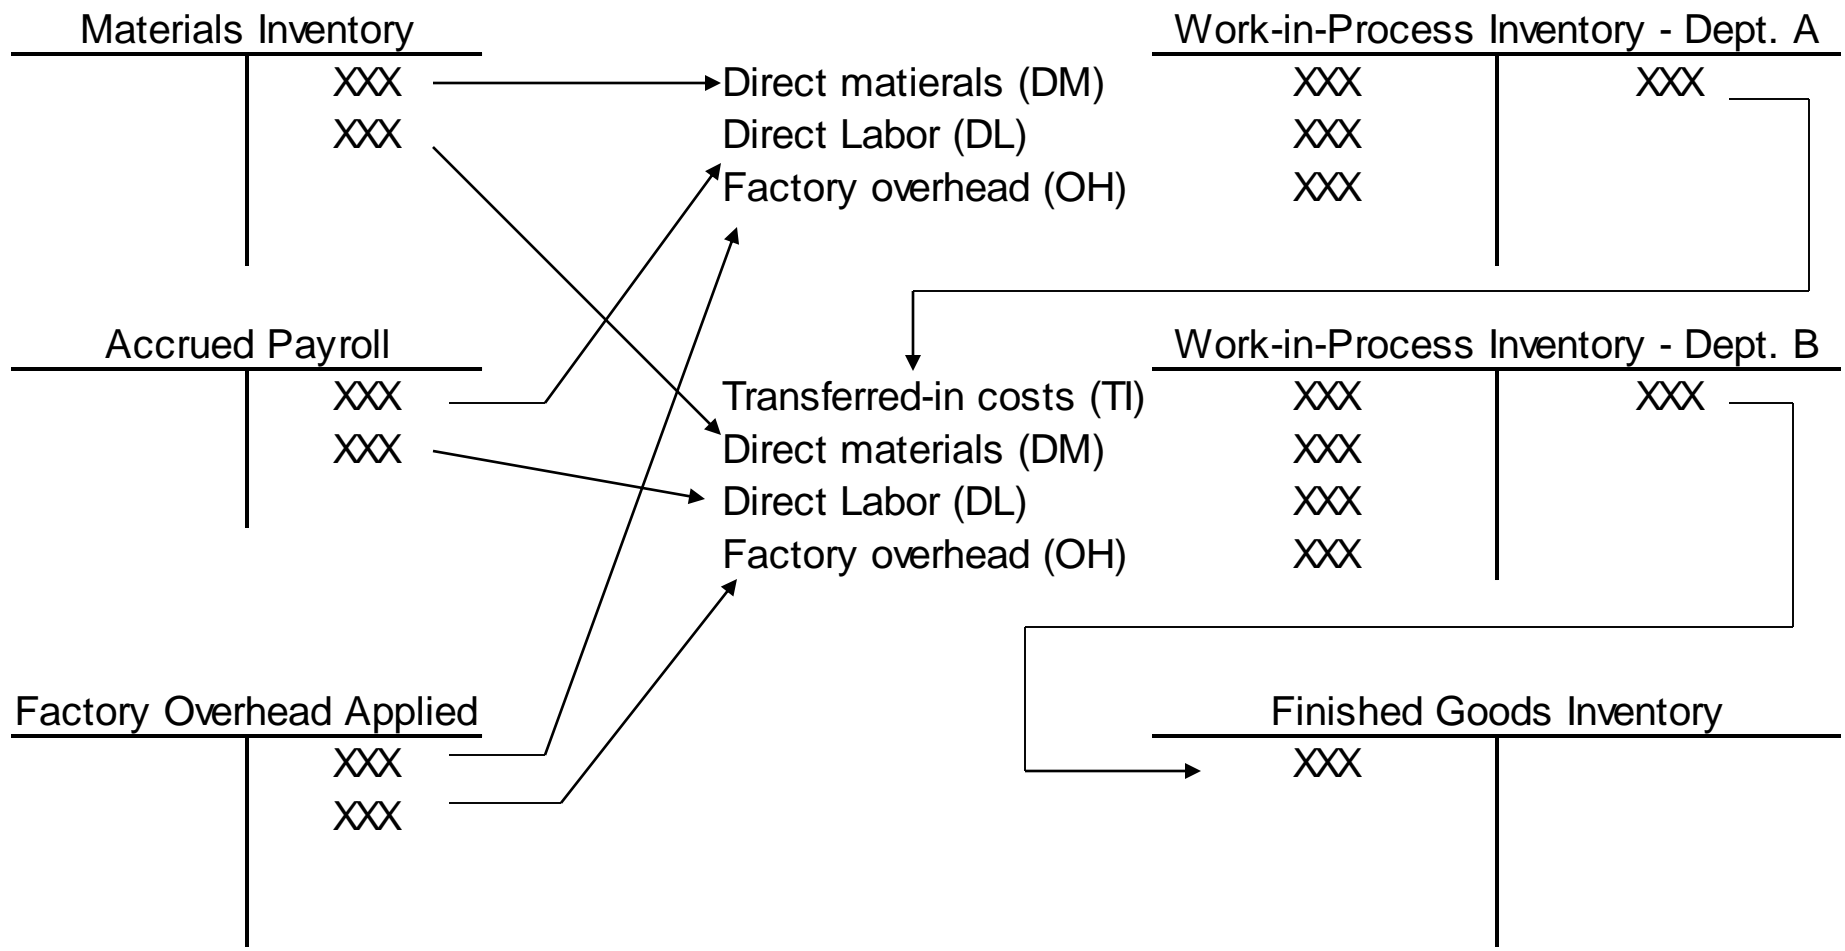 Materials Inventory Work-in-Process Inventory - Dept. A
XXX Direct matierals (DM) XXX XXX
XXX Direct Labor (DL) XXX
Factory overhead (OH) XXX
Accrued Payroll Work-in-Process Inventory - Dept. B
XXX Transferred-in costs (TI) XXX XXX
XXX Direct materials (DM) XXX
Direct Labor (DL) XXX
Factory overhead (OH) XXX
Factory Overhead Applied Finished Goods Inventory
XXX XXX
XXX